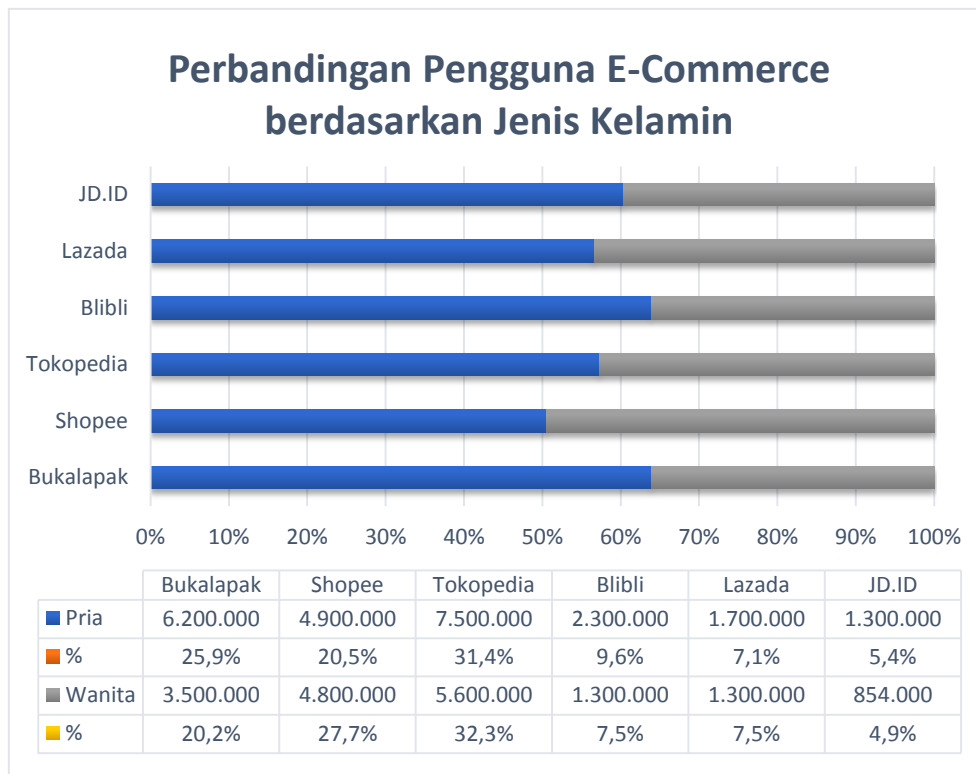 Perbandingan Pengguna E-Commerce
berdasarkan Jenis Kelamin
JD.ID
Lazada
Blibli
Tokopedia
Shopee
Bukalapak
0% 10% 20% 30% 40% 50% 60% 70% 80% 90% 100%
Bukalapak Shopee Tokopedia Blibli Lazada JD.ID
Pria 6.200.000 4.900.000 7.500.000 2.300.000 1.700.000 1.300.000
% 25,9% 20,5% 31,4% 9,6% 7,1% 5,4%
Wanita 3.500.000 4.800.000 5.600.000 1.300.000 1.300.000 854.000
% 20,2% 27,7% 32,3% 7,5% 7,5% 4,9%